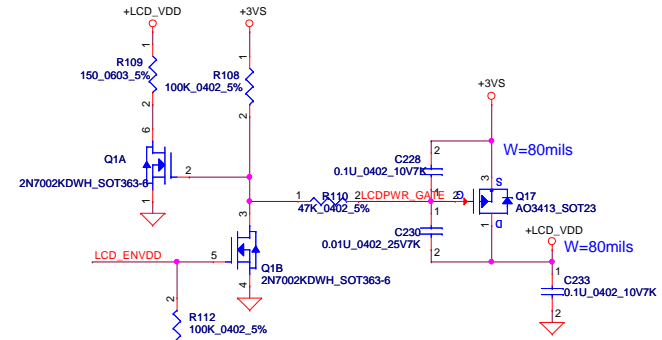 +LCD_VDD
+3VS
1
1
R109
150_0603_5%
R108
100K_0402_5%
2
2
+3VS
6
Q1A
2
2N7002KDWH_SOT363-6
1
C228
0.1U_0402_10V7K
2
1
W=80mils
3
S
Q17
AO3413_SOT23
G
D
1
3
1
R110
2
LCDPWR_GATE
47K_0402_5%
1
C230
0.01U_0402_25V7K
2
+LCD_VDD
W=80mils
LCD_ENVDD
5
Q1B
2N7002KDWH_SOT363-6
4
1
C233
0.1U_0402_10V7K
2
2
R112
100K_0402_5%